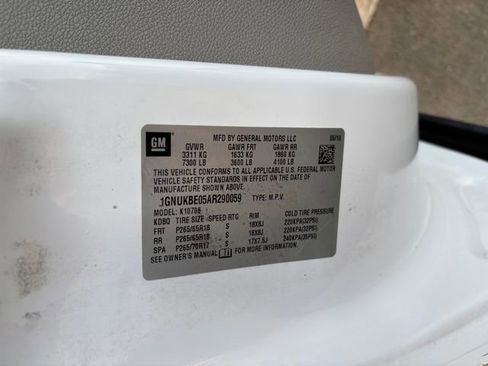 GM
MFD BY GENERAL MOTORS LLC 06/10
GVWR GAWR FRT GAWR RR
3311 KG 1633 KG 1860 KG
7300 LB 3600 LB 4100 LB
THIS VEHICLE CONFORMS TO ALL APPLICABLE U.S. FEDERAL MOTOR
VEHICLE SAFETY STANDARDS IN EFFECT ON THE DATE OF
MANUFACTURE SHOWN ABOVE.
1GNUKBE05AR290059 TYPE: M.P.V.
MODEL: K10706
KDBO TIRE SIZE SPEED RTG RIM COLD TIRE PRESSURE
FRT P265/65R18 S 18X8J 220KPA(32PSI)
RR P265/65R18 S 18X8J 220KPA(32PSI)
SPA P265/70R17 S 17X7.5J 240KPA(35PSI)
SEE OWNER'S MANUAL FOR MORE INFORMATION.